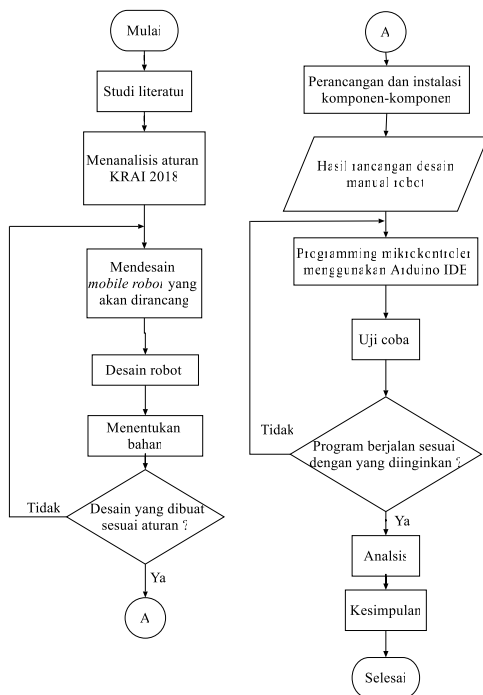 Mulai
Studi literatur
Menanalisis aturan
KRAI 2018
Mendesain
mobile robot yang
akan dirancang
Desain robot
Menentukan
bahan
Tidak
Desain yang dibuat
sesuai aturan ?
Ya
A
A
Perancangan dan instalasi
komponen-komponen
Hasil rancangan desain
manual robot
Programming mikrokontroler
menggunakan Arduino IDE
Uji coba
Tidak
Program berjalan sesuai
dengan yang diinginkan ?
Ya
Analsis
Kesimpulan
Selesai